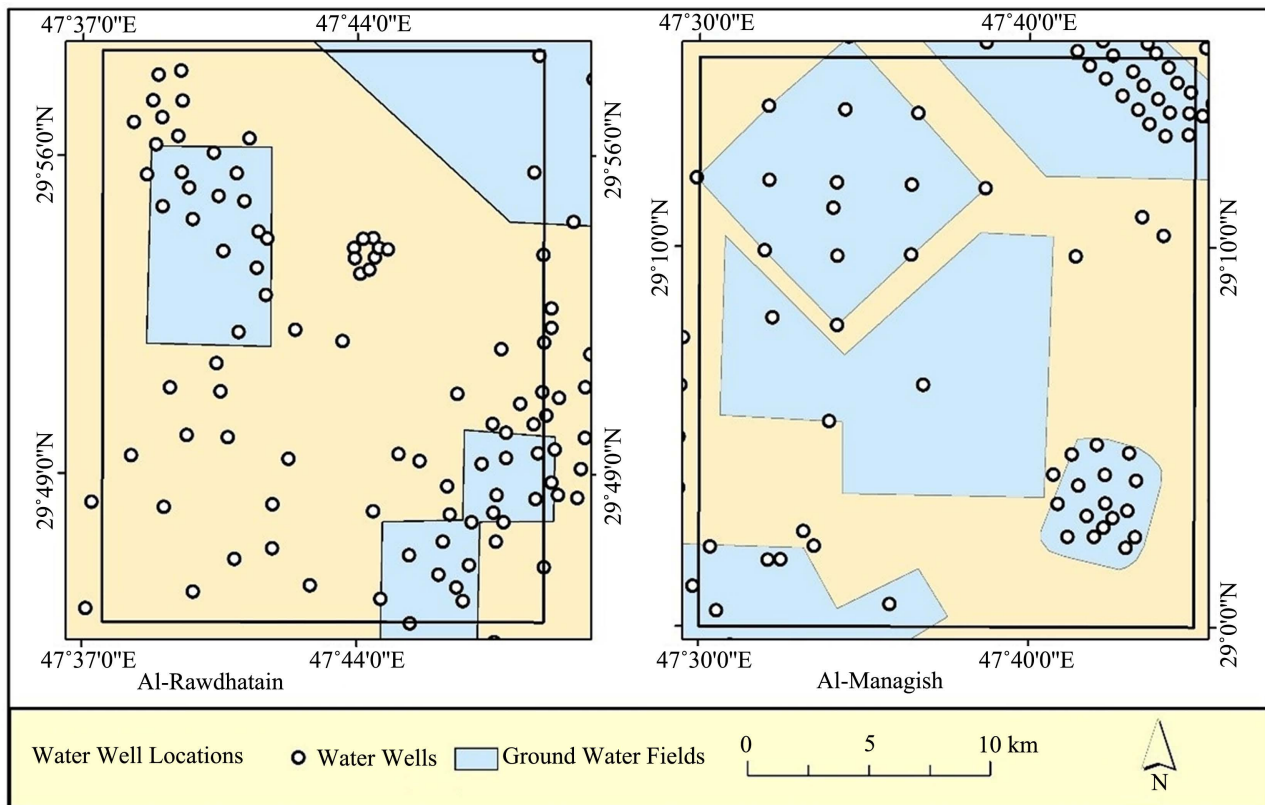 47°37'0"E 47°44'0"E 47°30'0"E 47°40'0"E
29°56'0"N 29°56'0"N
29°10'0"N 29°10'0"N
29°49'0"N 29°49'0"N
29°0'0"N
47°37'0"E 47°44'0"E 47°30'0"E 47°40'0"E
Al-Rawdhatain Al-Managish
Water Well Locations Water Wells Ground Water Fields 0 5 10 km
N